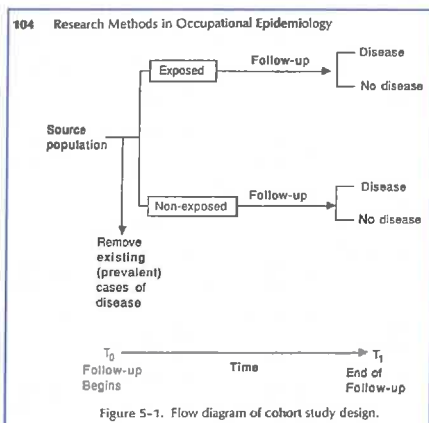 104 Research Methods in Occupational Epidemiology
Disease
Follow-up
Exposed
No disease
Source
population
Disease
Follow-up
Non-exposed
No disease
Remove
existing
(prevalent)
cases of
disease
T0
Time
T1
Follow-up
Begins
End of
Follow-up
Figure 5-1. Flow diagram of cohort study design.